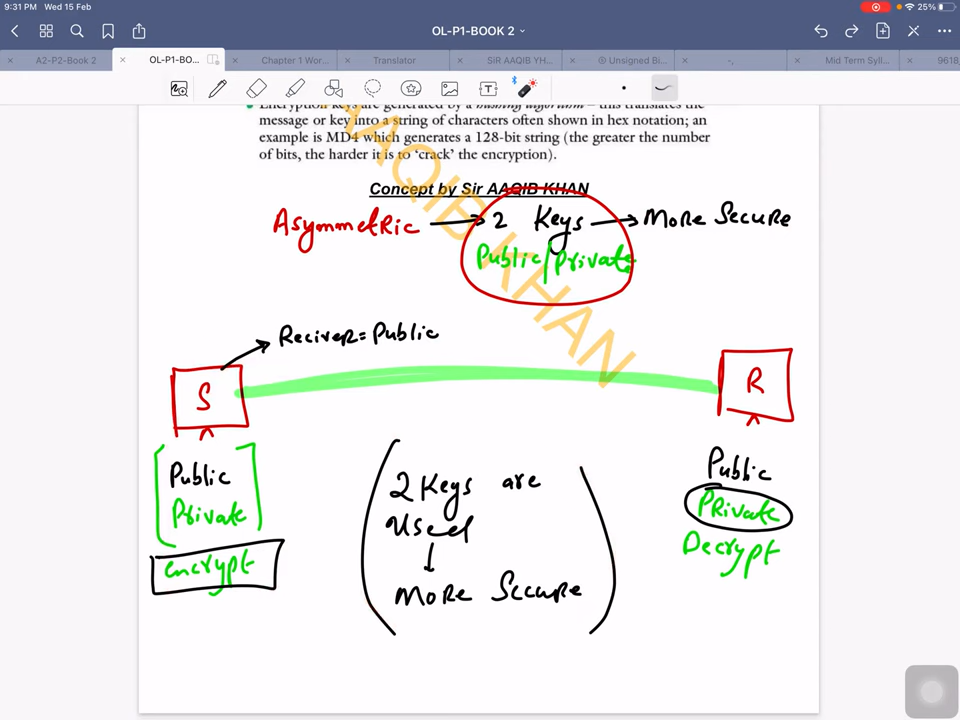 9:31 PM Wed 15 Feb
25%
OL-P1-BOOK 2
A2-P2-Book 2
OL-P1-BO...
Chapter 1 Wor...
Translator
SIR AAQIB YH...
Unsigned Bi...
Mid Term Syll...
9618
Encryption keys are generated by a hashing algorithm – this translates the
message or key into a string of characters often shown in hex notation; an
example is MD4 which generates a 128-bit string (the greater the number
of bits, the harder it is to 'crack' the encryption).
Concept by Sir AAQIB KHAN
AAQIB KHAN
Asymmetric 2 Keys More Secure
Public/Private
Reciver=Public
S
R
Public
Private
encrypt
2 Keys are
Used
More Secure
Public
Private
Decrypt